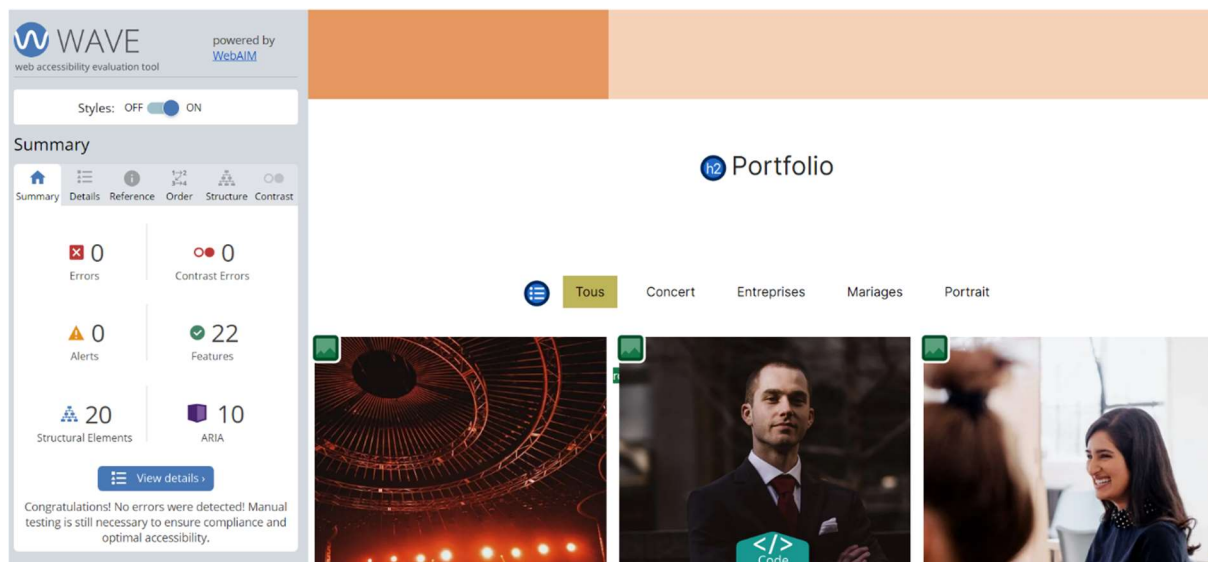 WAVE
powered by
WebAIM
web accessibility evaluation tool
Styles: OFF ON
Summary
Summary Details Reference Order Structure Contrast
0
Errors
0
Contrast Errors
0
Alerts
22
Features
20
Structural Elements
10
ARIA
View details ›
Congratulations! No errors were detected! Manual
testing is still necessary to ensure compliance and
optimal accessibility.
h2 Portfolio
Tous Concert Entreprises Mariages Portrait
</> 
Code